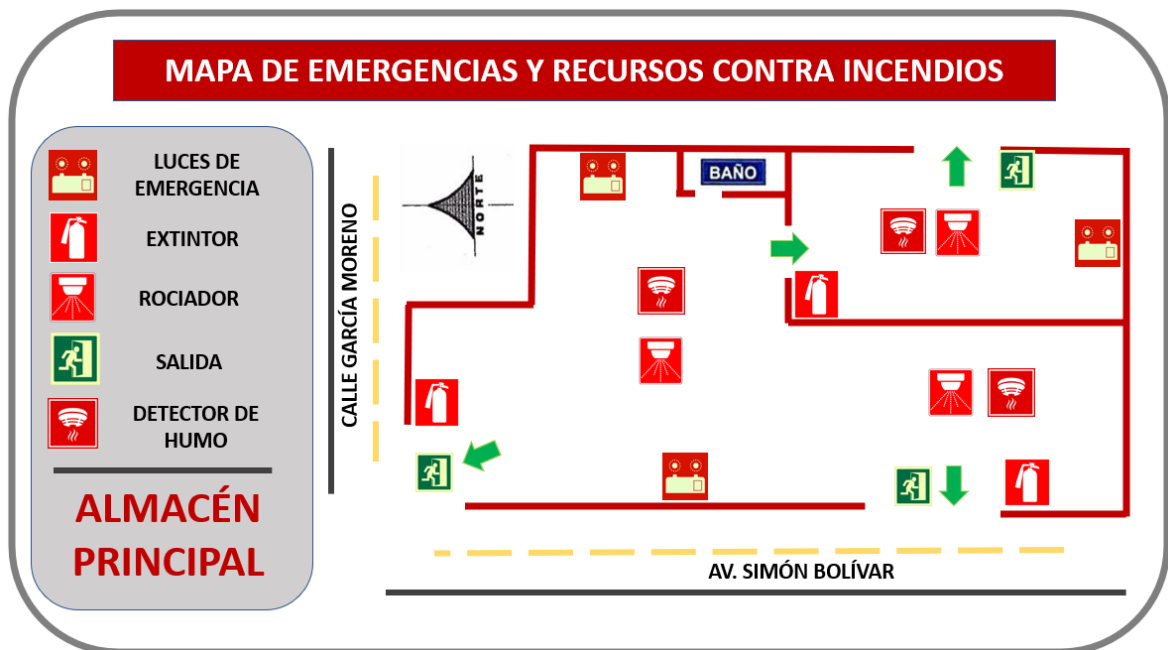 MAPA DE EMERGENCIAS Y RECURSOS CONTRA INCENDIOS
LUCES DE
EMERGENCIA
EXTINTOR
ROCIADOR
SALIDA
DETECTOR DE
HUMO
ALMACÉN
PRINCIPAL
CALLE GARCÍA MORENO
NORTE
BAÑO
AV. SIMÓN BOLÍVAR